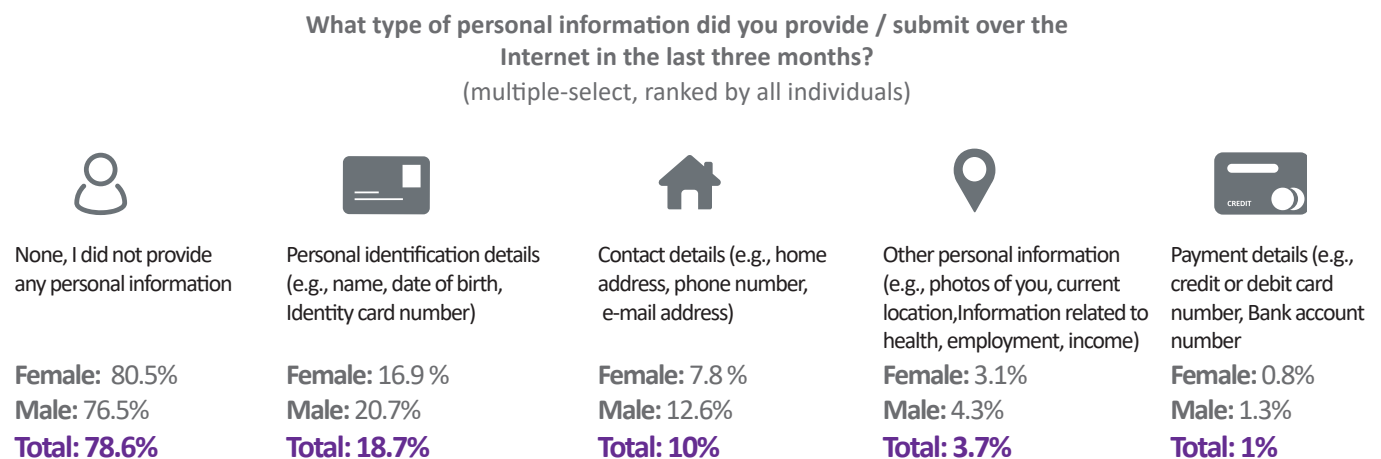 What type of personal information did you provide / submit over the
Internet in the last three months?
(multiple-select, ranked by all individuals)
CREDIT
None, I did not provide
any personal information
Female: 80.5%
Male: 76.5%
Total: 78.6%
Personal identification details
(e.g., name, date of birth,
Identity card number)
Female: 16.9 %
Male: 20.7%
Total: 18.7%
Contact details (e.g., home
address, phone number,
e-mail address)
Female: 7.8 %
Male: 12.6%
Total: 10%
Other personal information
(e.g., photos of you, current
location,Information related to
health, employment, income)
Female: 3.1%
Male: 4.3%
Total: 3.7%
Payment details (e.g.,
credit or debit card
number, Bank account
number
Female: 0.8%
Male: 1.3%
Total: 1%